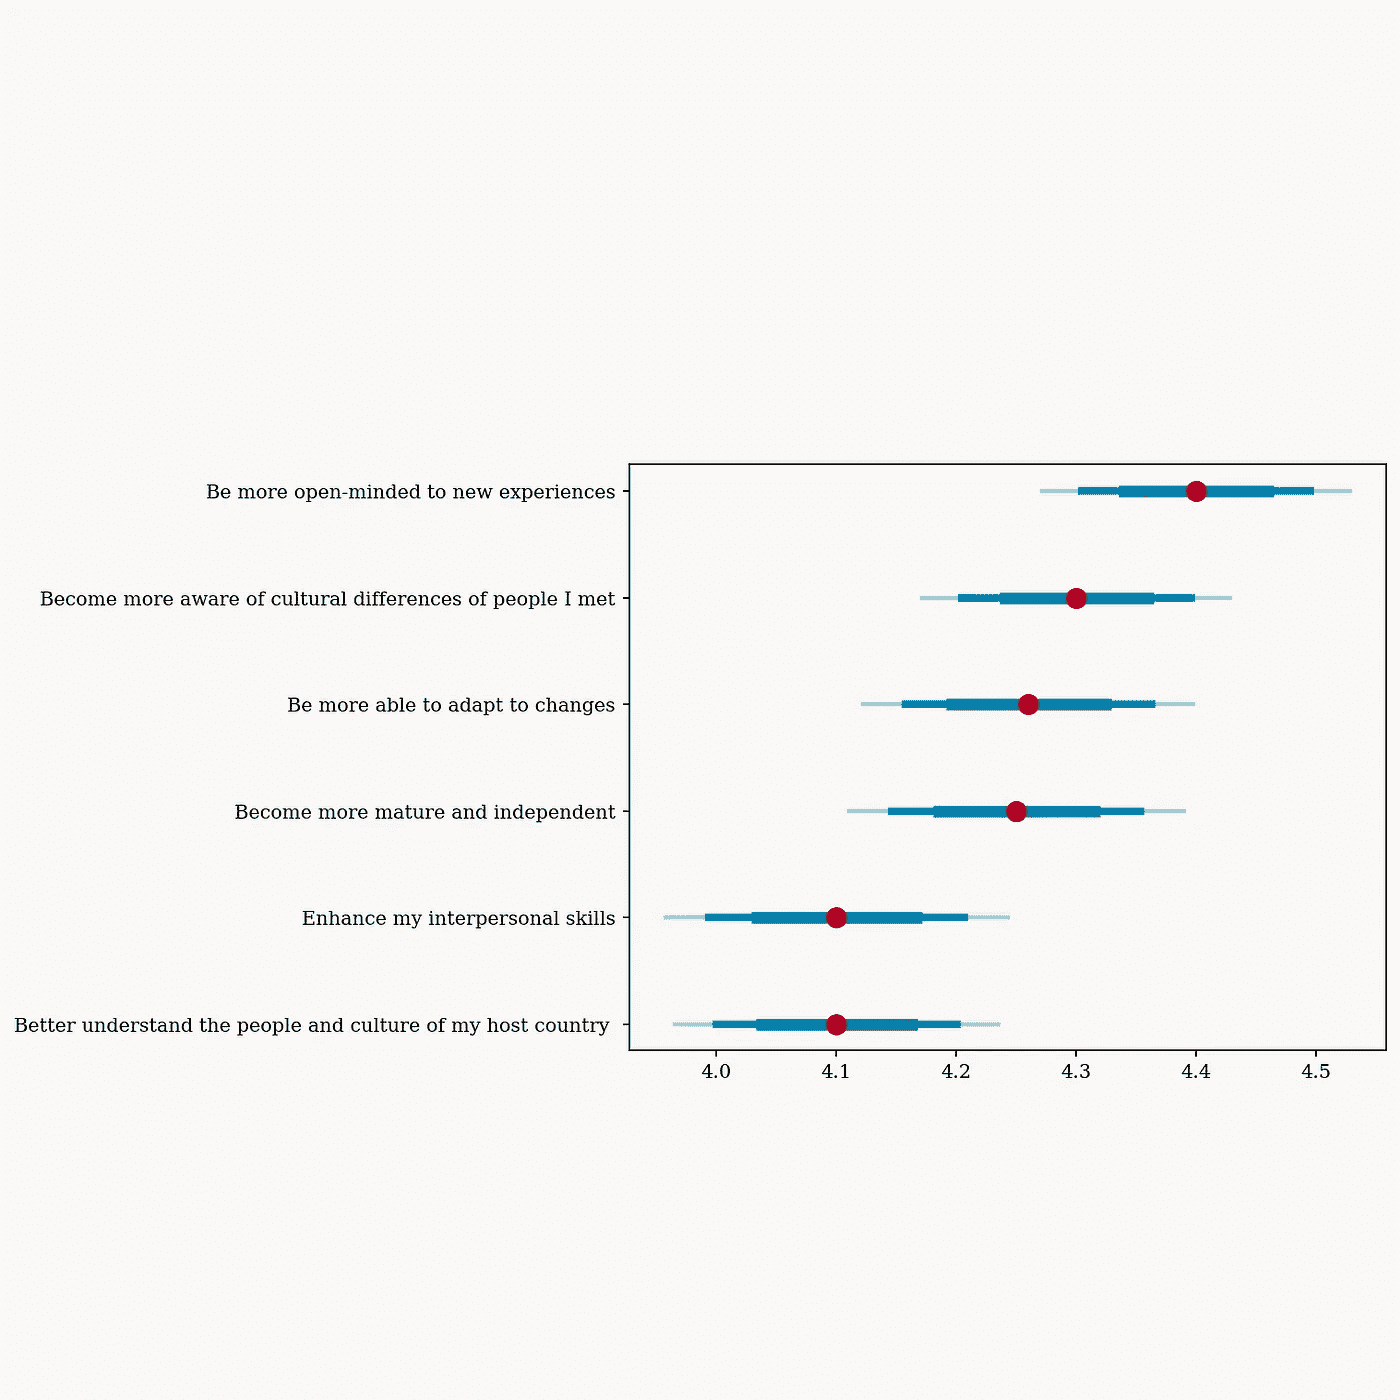 Be more open-minded to new experiences
Become more aware of cultural differences of people I met
Be more able to adapt to changes
Become more mature and independent
Enhance my interpersonal skills
Better understand the people and culture of my host country
4.0 4.1 4.2 4.3 4.4 4.5